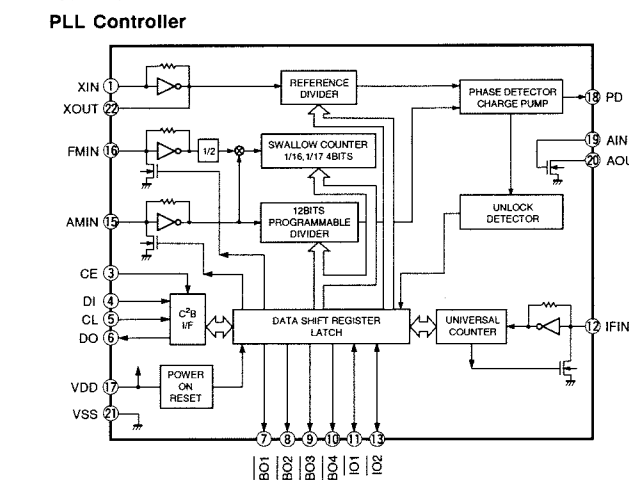 PLL Controller
XIN 1
XOUT 22
REFERENCE
DIVIDER
PHASE DETECTOR
CHARGE PUMP
18 PD
19 AIN
20
FMIN 16
1/2
SWALLOW COUNTER
1/16,1/17 4BITS
AMIN 15
12BITS
PROGRAMMABLE
DIVIDER
UNLOCK
DETECTOR
CE 3
DI 4
CL 5
DO 6
C²B
I/F
DATA SHIFT REGISTER
LATCH
UNIVERSAL
COUNTER
12 IFIN
VDD 17
POWER
ON
RESET
VSS 21
7 8 9 10 11 13
BO1
BO2
BO3
BO4
IO1
IO2